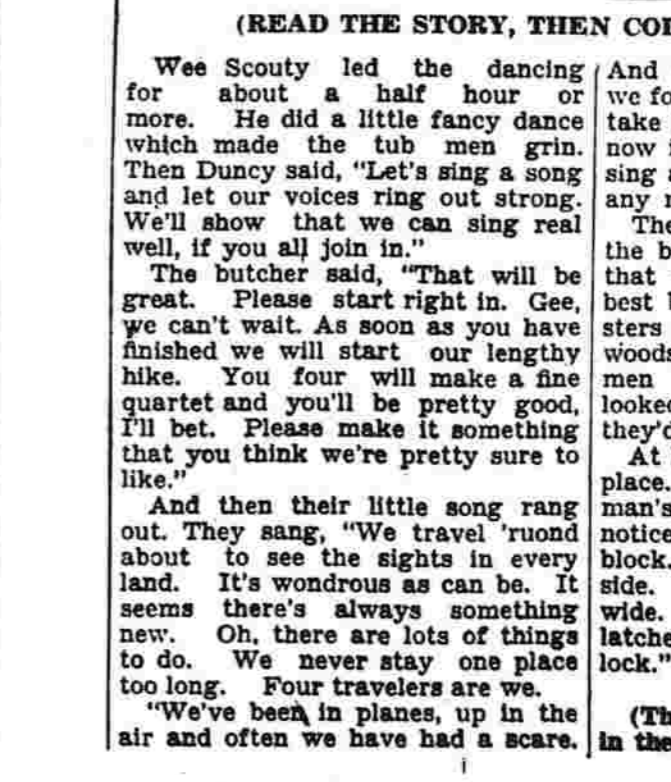 (READ THE STORY, THEN
Wee Scouty led the dancing
for about a half hour or
more. He did a little fancy dance
which made the tub men grin.
Then Duncy said, "Let's sing a song
and let our voices ring out strong.
We'll show that we can sing real
well, if you all join in."
The butcher said, "That will be
great. Please start right in. Gee,
we can't wait. As soon as you have
finished we will start our lengthy
hike. You four will make a fine
quartet and you'll be pretty good,
I'll bet. Please make it something
that you think we're pretty sure to
like."
And then their little song rang
out. They sang, "We travel 'ruond
about to see the sights in every
land. It's wondrous as can be. It
seems there's always something
new. Oh, there are lots of things
to do. We never stay one place
too long. Four travelers are we.
"We've been in planes, up in the
air and often we have had a scare.
And
we
take
now
sing
any
the
that
best
sters
woods
men
At
place.
man's
notice
block.
side.
wide.
lock."
in the